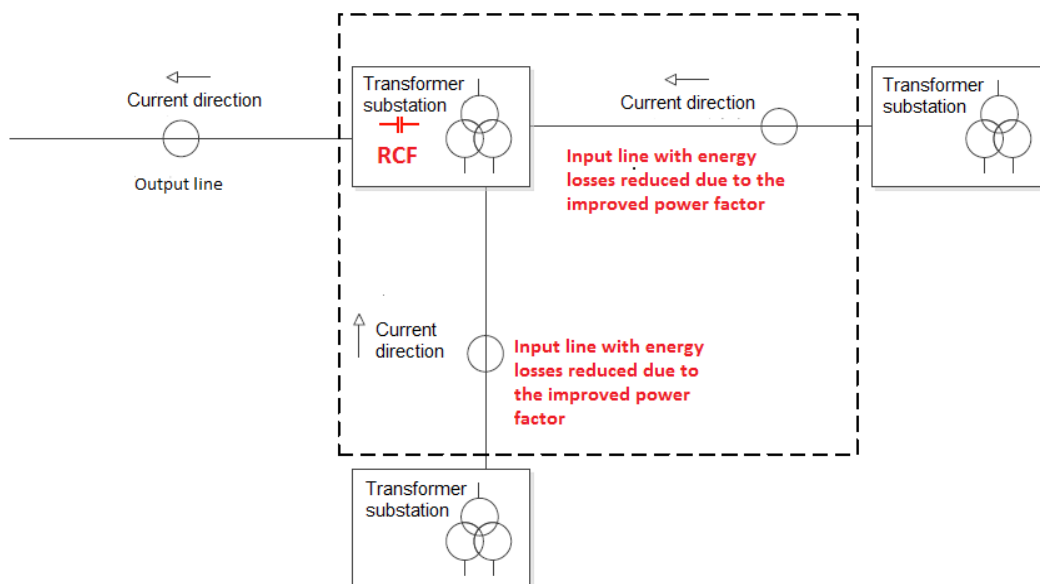 Current direction
Output line
Transformer
substation
RCF
Current direction
Input line with energy
losses reduced due to the
improved power factor
Transformer
substation
Current
direction
Input line with energy
losses reduced due to
the improved power
factor
Transformer
substation